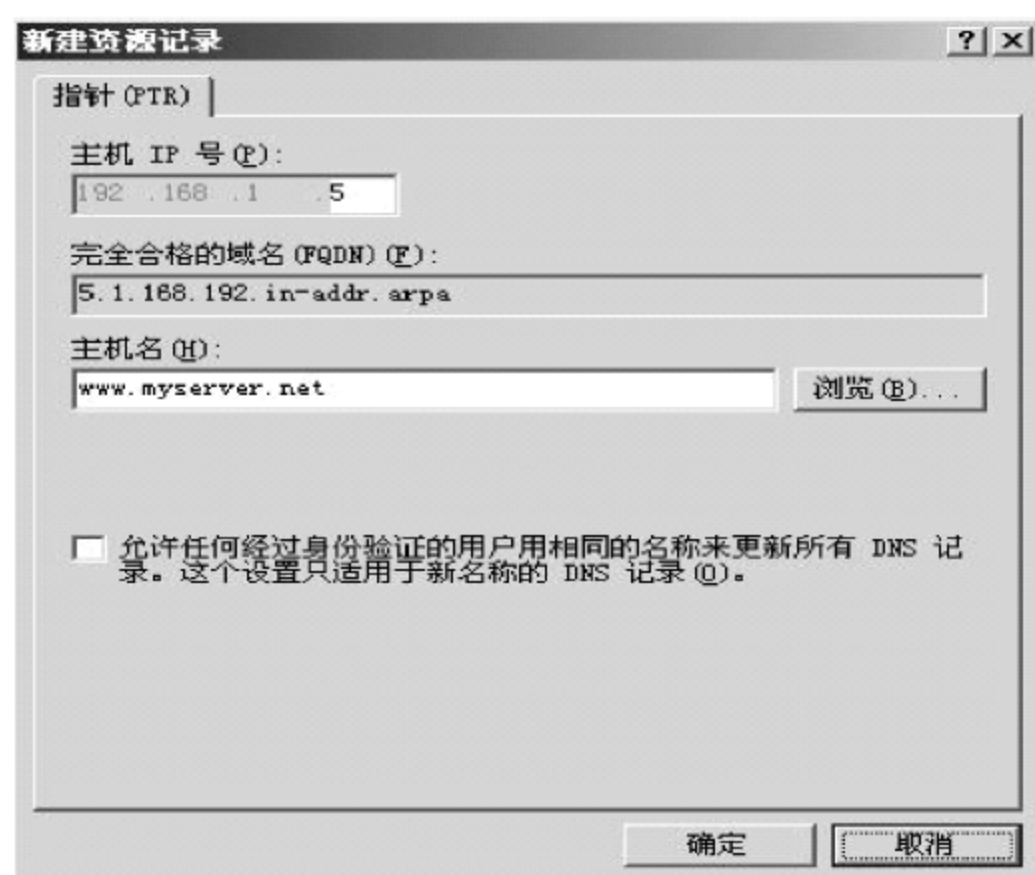 新建资源记录
指针(PTR)
主机 IP 号(P):
192 .168 .1 .5
完全合格的域名(FQDN)(F):
5.1.168.192.in-addr.arpa
主机名(H):
www.myserver.net
浏览(B)...
允许任何经过身份验证的用户用相同的名称来更新所有 DNS 记
录。这个设置只适用于新名称的 DNS 记录(O)。
确定
取消